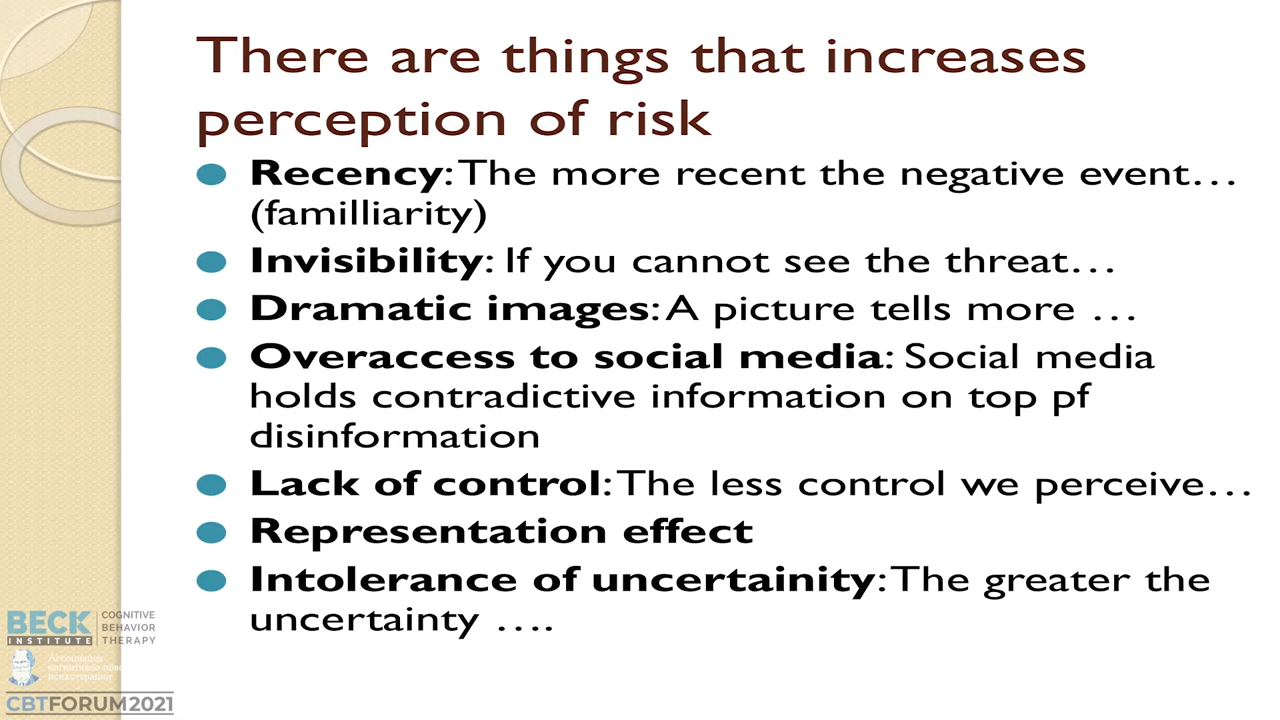 There are things that increases
perception of risk
Recency: The more recent the negative event…
(familliarity)
Invisibility: If you cannot see the threat…
Dramatic images: A picture tells more …
Overaccess to social media: Social media
holds contradictive information on top pf
disinformation
Lack of control: The less control we perceive…
Representation effect
Intolerance of uncertainity: The greater the
uncertainty ….
BECK
INSTITUTE
COGNITIVE
BEHAVIOR
THERAPY
Ассоциация
психотерапии
CBTFORUM2021